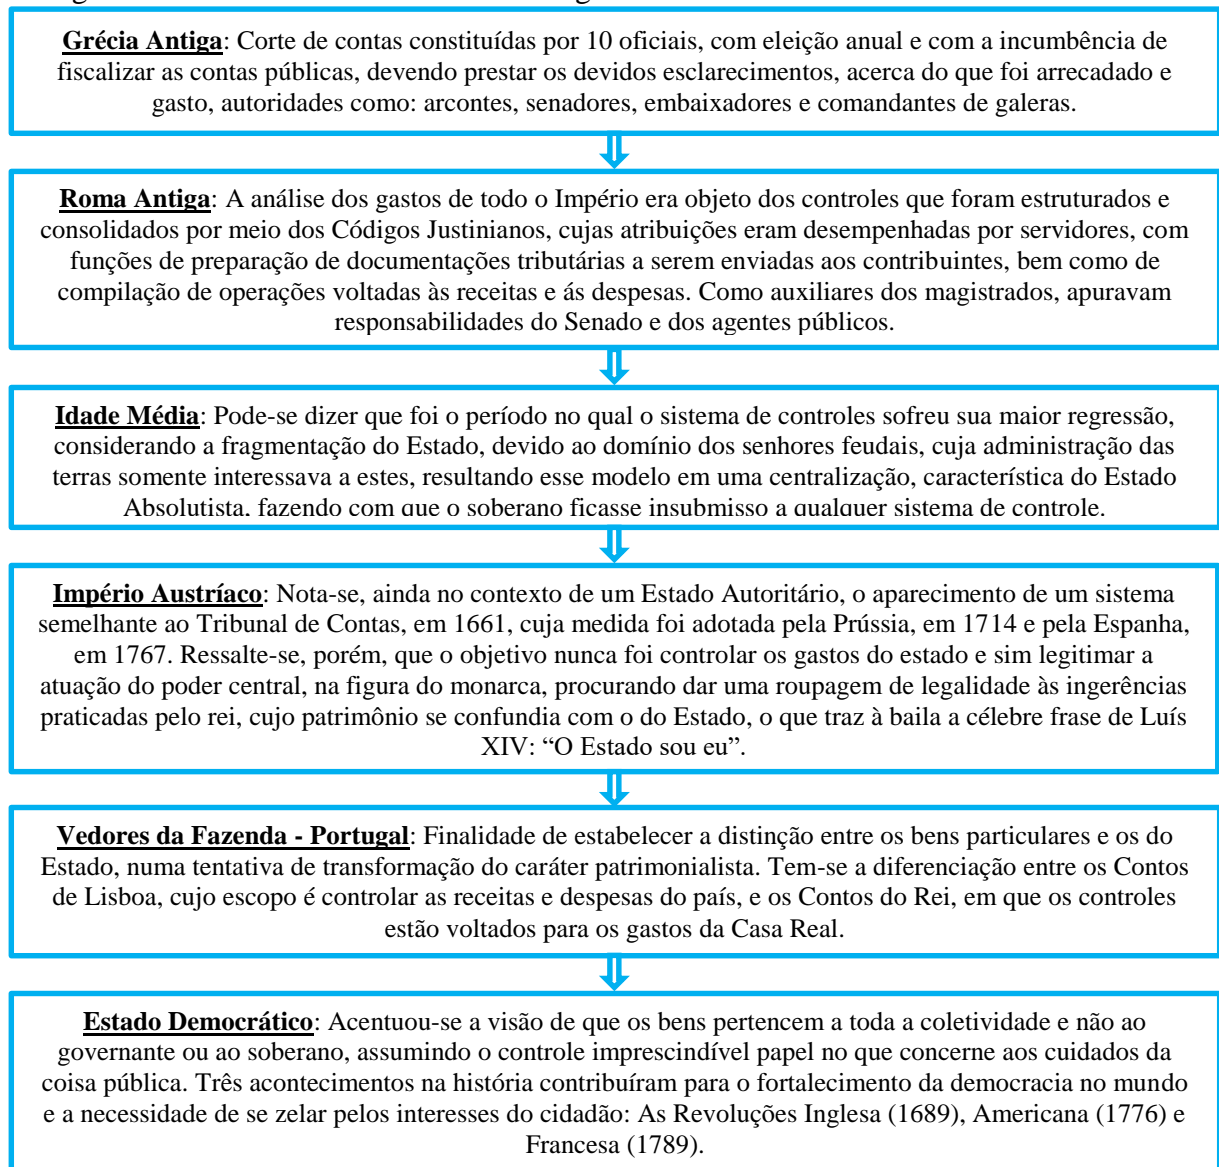 Grécia Antiga: Corte de contas constituídas por 10 oficiais, com eleição anual e com a incumbência de
fiscalizar as contas públicas, devendo prestar os devidos esclarecimentos, acerca do que foi arrecadado e
gasto, autoridades como: arcontes, senadores, embaixadores e comandantes de galeras.
Roma Antiga: A análise dos gastos de todo o Império era objeto dos controles que foram estruturados e
consolidados por meio dos Códigos Justinianos, cujas atribuições eram desempenhadas por servidores, com
funções de preparação de documentações tributárias a serem enviadas aos contribuintes, bem como de
compilação de operações voltadas às receitas e ás despesas. Como auxiliares dos magistrados, apuravam
responsabilidades do Senado e dos agentes públicos.
Idade Média: Pode-se dizer que foi o período no qual o sistema de controles sofreu sua maior regressão,
considerando a fragmentação do Estado, devido ao domínio dos senhores feudais, cuja administração das
terras somente interessava a estes, resultando esse modelo em uma centralização, característica do Estado
Absolutista, fazendo com que o soberano ficasse insubmisso a qualquer sistema de controle.
Império Austríaco: Nota-se, ainda no contexto de um Estado Autoritário, o aparecimento de um sistema
semelhante ao Tribunal de Contas, em 1661, cuja medida foi adotada pela Prússia, em 1714 e pela Espanha,
em 1767. Ressalte-se, porém, que o objetivo nunca foi controlar os gastos do estado e sim legitimar a
atuação do poder central, na figura do monarca, procurando dar uma roupagem de legalidade às ingerências
praticadas pelo rei, cujo patrimônio se confundia com o do Estado, o que traz à baila a célebre frase de Luís
XIV: “O Estado sou eu”.
Vedores da Fazenda - Portugal: Finalidade de estabelecer a distinção entre os bens particulares e os do
Estado, numa tentativa de transformação do caráter patrimonialista. Tem-se a diferenciação entre os Contos
de Lisboa, cujo escopo é controlar as receitas e despesas do país, e os Contos do Rei, em que os controles
estão voltados para os gastos da Casa Real.
Estado Democrático: Acentuou-se a visão de que os bens pertencem a toda a coletividade e não ao
governante ou ao soberano, assumindo o controle imprescindível papel no que concerne aos cuidados da
coisa pública. Três acontecimentos na história contribuíram para o fortalecimento da democracia no mundo
e a necessidade de se zelar pelos interesses do cidadão: As Revoluções Inglesa (1689), Americana (1776) e
Francesa (1789).